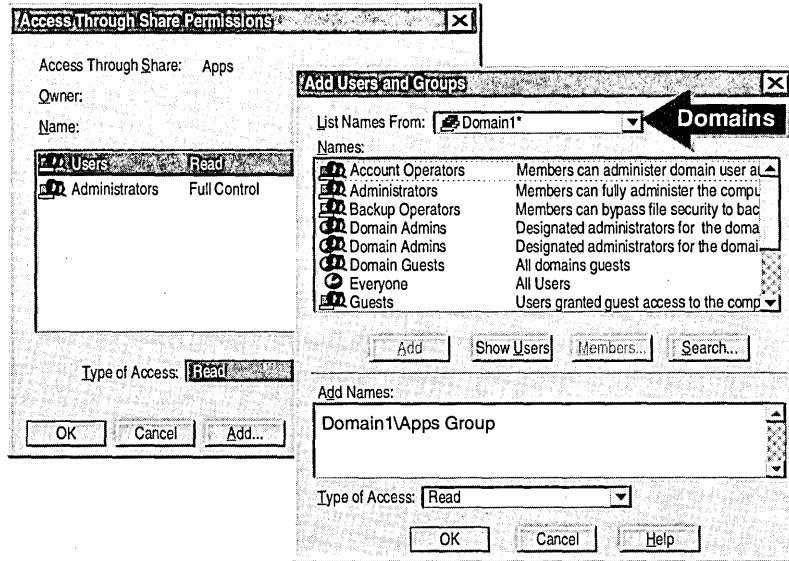 Access Through Share Permissions
Access Through Share: Apps
Owner:
Name:
Users Read
Administrators Full Control
Type of Access: Read
OK Cancel Add...
Add Users and Groups
List Names From: Domain1*
Domains
Names:
Account Operators Members can administer domain user a
Administrators Members can fully administer the compu
Backup Operators Members can bypass file security to bac
Domain Admins Designated administrators for the doma
Domain Admins Designated administrators for the domai
Domain Guests All domains guests
Everyone All Users
Guests Users granted guest access to the comp
Add Show Users Members... Search...
Add Names:
Domain1\Apps Group
Type of Access: Read
OK Cancel Help